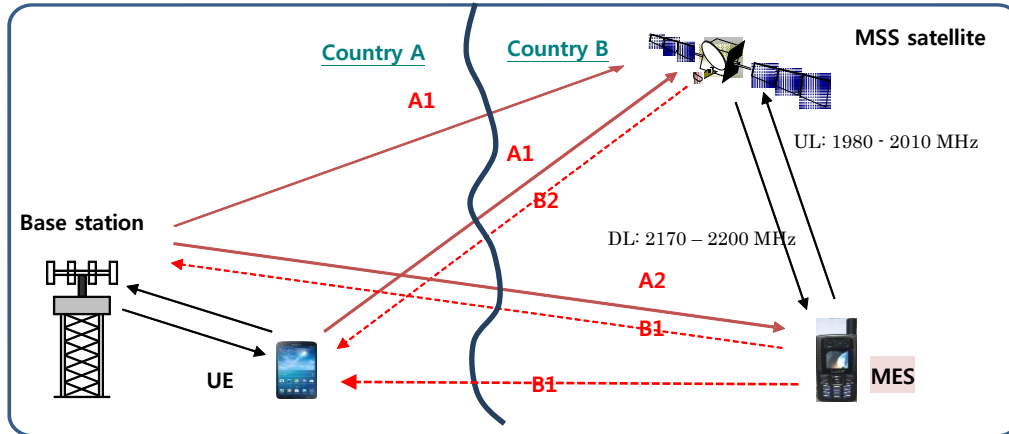 Country A
Country B
MSS satellite
A1
UL: 1980 - 2010 MHz
A1
B2
Base station
DL: 2170 – 2200 MHz
A2
B1
UE
MES
B1